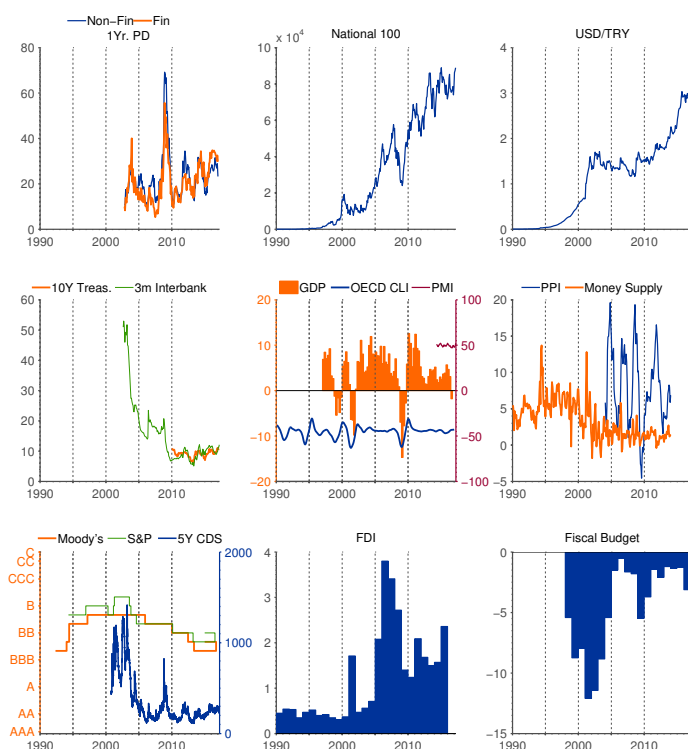 Non−Fin Fin
1Yr. PD
80
60
40
20
0
1990 2000 2010
National 100
10 x 10⁴
8
6
4
2
0
1990 2000 2010
USD/TRY
4
3
2
1
0
1990 2000 2010
10Y Treas. 3m Interbank
60
50
40
30
20
10
0
1990 2000 2010
GDP OECD CLI PMI
20 100
10 50
0 0
−10 −50
−20 −100
1990 2000 2010
PPI Money Supply
20
15
10
5
0
−5
1990 2000 2010
Moody's S&P 5Y CDS
C 2000
CC
CCC
B
BB 1000
BBB
A
AA
AAA 0
1990 2000 2010
FDI
4
3
2
1
0
1990 2000 2010
Fiscal Budget
0
−5
−10
−15
1990 2000 2010